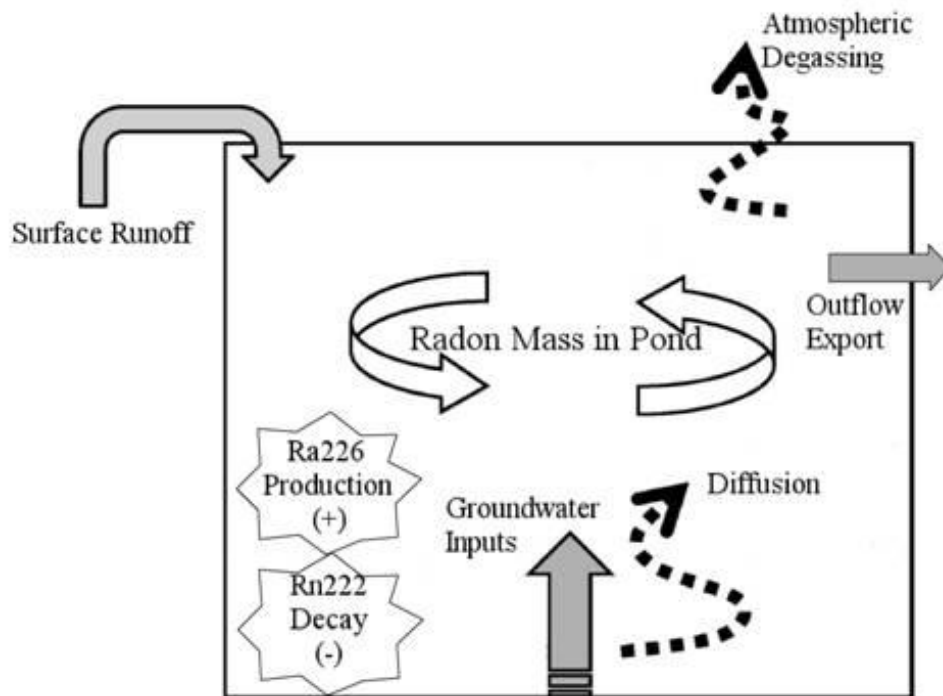 Atmospheric
Degassing
Surface Runoff
Outflow
Export
Radon Mass in Pond
Ra226
Production
(+)
Groundwater
Inputs
Diffusion
Rn222
Decay
(-)